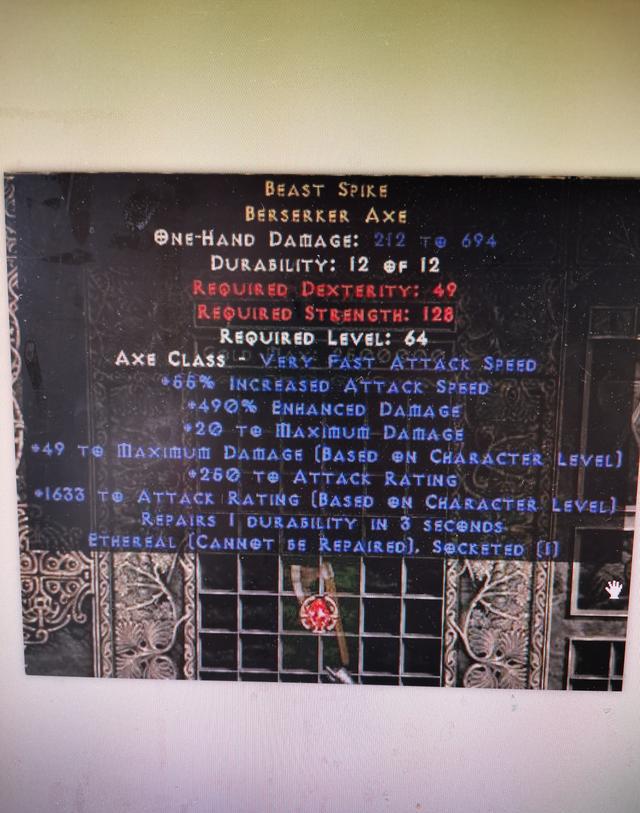 Beast Spike
Berserker Axe
One-Hand Damage: 212 to 694
Durability: 12 of 12
Required Dexterity: 49
Required Strength: 128
Required Level: 64
Axe Class - Very Fast Attack Speed
+55% Increased Attack Speed
+490% Enhanced Damage
+20 to Maximum Damage
+49 to Maximum Damage (Based on Character Level)
+250 to Attack Rating
+1633 to Attack Rating (Based on Character Level)
Repairs 1 durability in 3 seconds
Ethereal (Cannot be Repaired), Socketed (1)